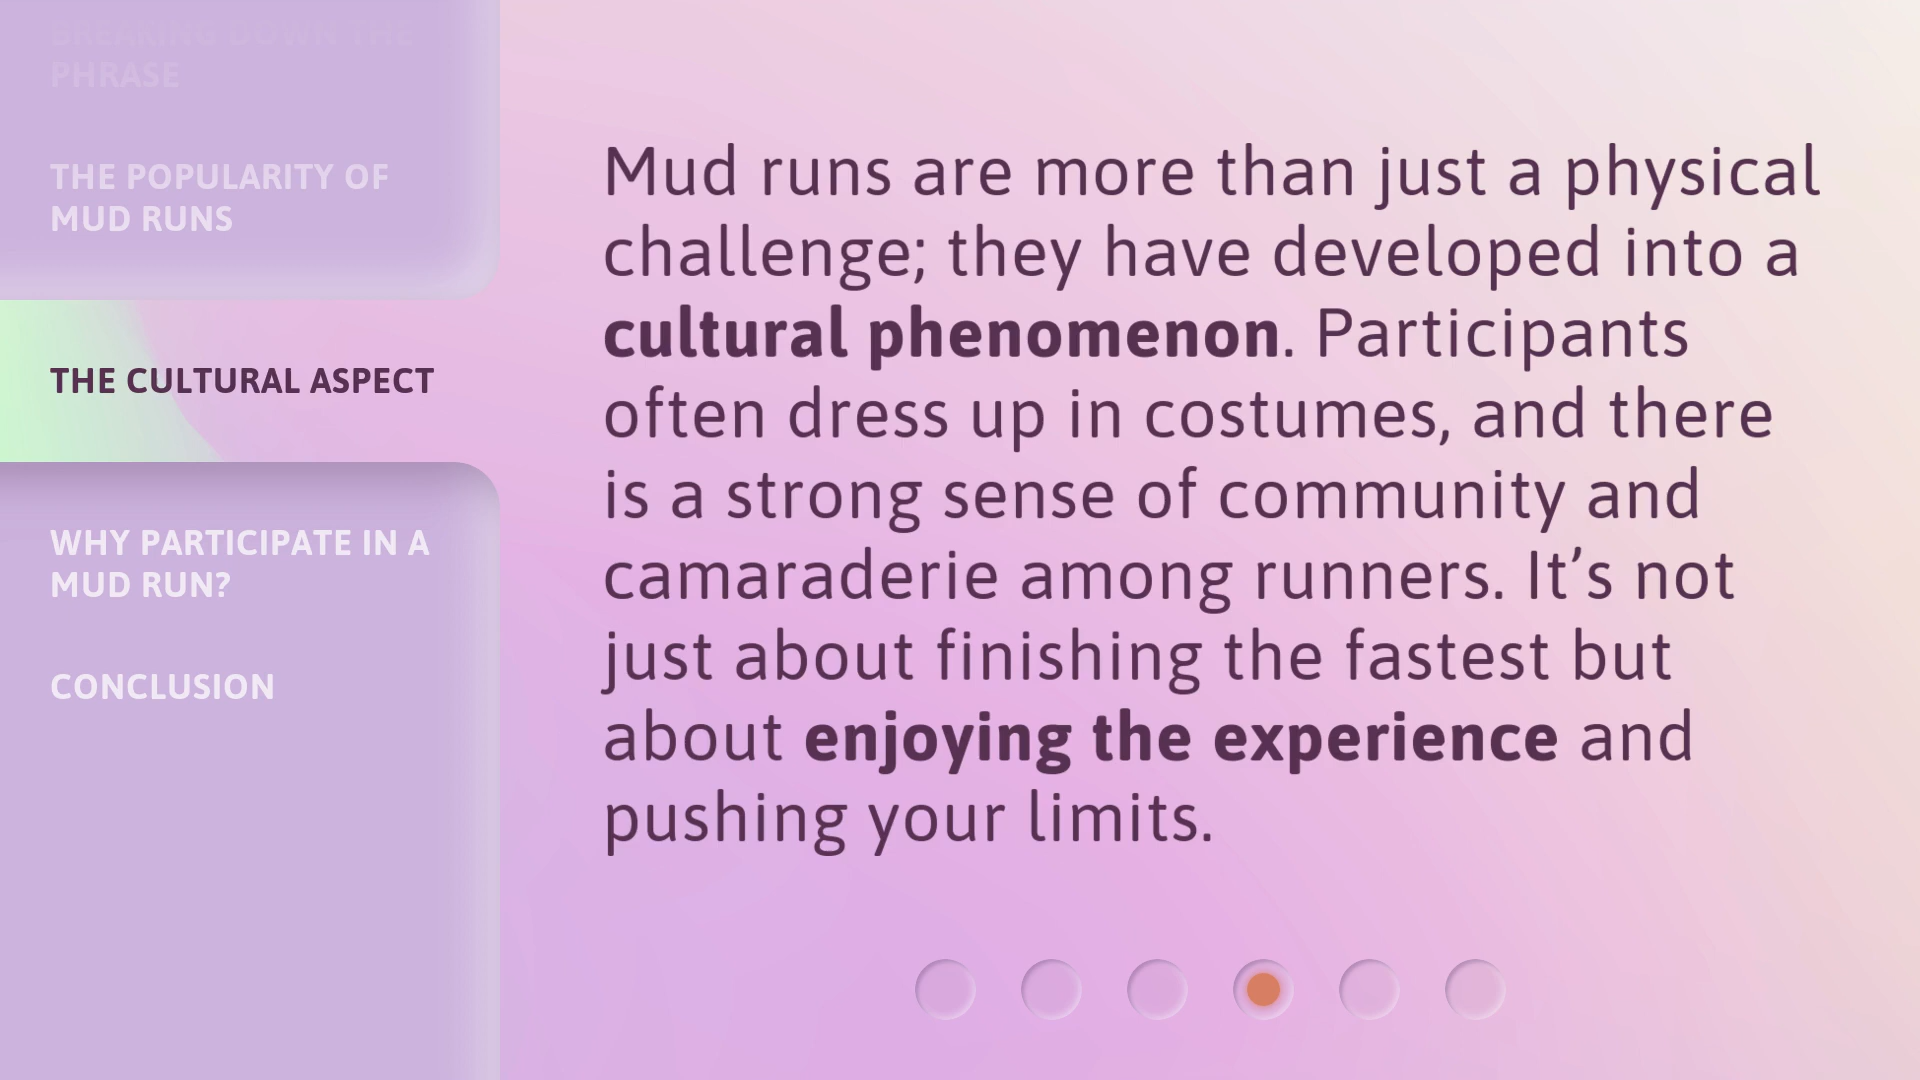 BREAKING DOWN THE
PHRASE
THE POPULARITY OF
MUD RUNS
THE CULTURAL ASPECT
WHY PARTICIPATE IN A
MUD RUN?
CONCLUSION
Mud runs are more than just a physical
challenge; they have developed into a
cultural phenomenon. Participants
often dress up in costumes, and there
is a strong sense of community and
camaraderie among runners. It’s not
just about finishing the fastest but
about enjoying the experience and
pushing your limits.